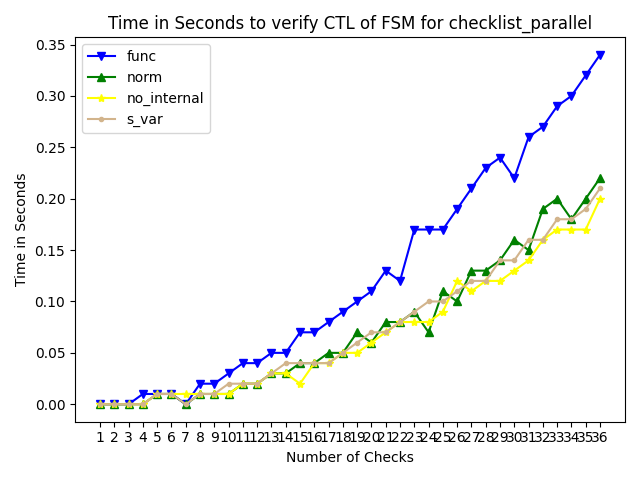 Time in Seconds to verify CTL of FSM for checklist_parallel
func
norm
no_internal
s_var
Time in Seconds
0.35
0.30
0.25
0.20
0.15
0.10
0.05
0.00
1 2 3 4 5 6 7 8 9 10 11 12 13 14 15 16 17 18 19 20 21 22 23 24 25 26 27 28 29 30 31 32 33 34 35 36
Number of Checks